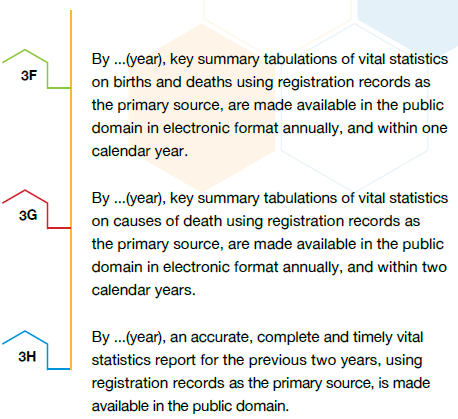 3F
By ...(year), key summary tabulations of vital statistics
on births and deaths using registration records as
the primary source, are made available in the public
domain in electronic format annually, and within one
calendar year.
3G
By ...(year), key summary tabulations of vital statistics
on causes of death using registration records as
the primary source, are made available in the public
domain in electronic format annually, and within two
calendar years.
3H
By ...(year), an accurate, complete and timely vital
statistics report for the previous two years, using
registration records as the primary source, is made
available in the public domain.